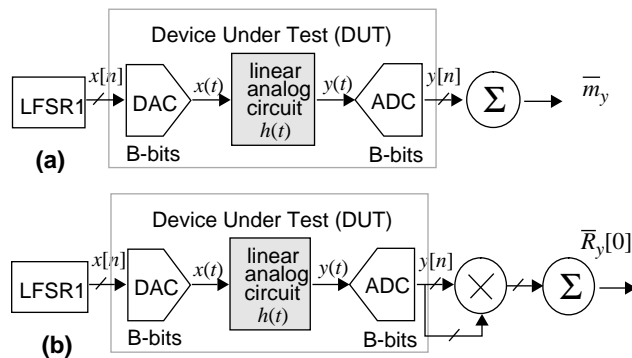 Device Under Test (DUT)
LFSR1
x[n]
DAC
x(t)
linear
analog
circuit
h(t)
y(t)
ADC
y[n]
Σ
m̅y
B-bits
B-bits
(a)
Device Under Test (DUT)
LFSR1
x[n]
DAC
x(t)
linear
analog
circuit
h(t)
y(t)
ADC
y[n]
×
Σ
R̅y[0]
B-bits
B-bits
(b)